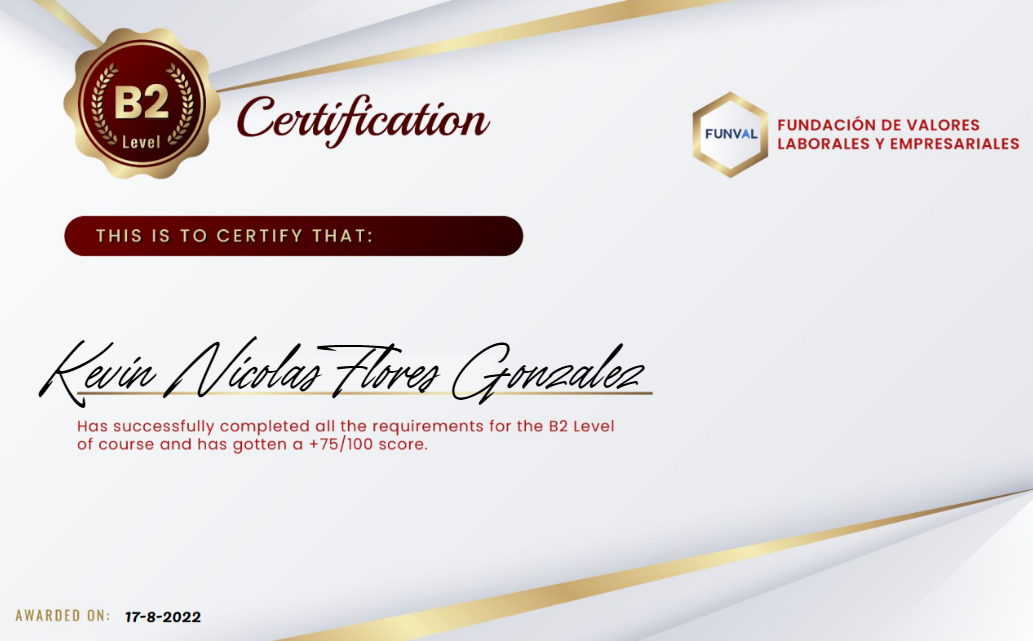 B2
Level
Certification
FUNVAL
FUNDACIÓN DE VALORES
LABORALES Y EMPRESARIALES
THIS IS TO CERTIFY THAT:
Kevin Nicolas Flores Gonzalez
Has successfully completed all the requirements for the B2 Level
of course and has gotten a +75/100 score.
AWARDED ON: 17-8-2022